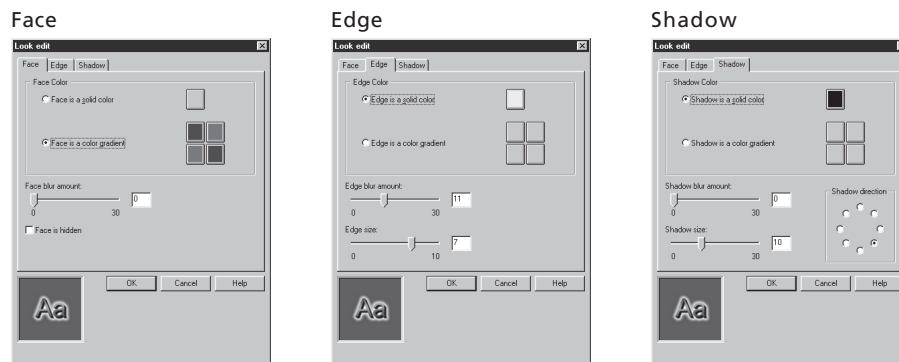 Face
Look edit
Face Edge Shadow
Face Color
Face is a solid color
Face is a color gradient
Face blur amount:
0
0 30
Face is hidden
OK Cancel Help
Aa
Edge
Look edit
Face Edge Shadow
Edge Color
Edge is a solid color
Edge is a color gradient
Edge blur amount:
11
0 30
Edge size:
7
0 10
OK Cancel Help
Aa
Shadow
Look edit
Face Edge Shadow
Shadow Color
Shadow is a solid color
Shadow is a color gradient
Shadow blur amount:
0
0 30
Shadow direction
Shadow size:
10
0 30
OK Cancel Help
Aa